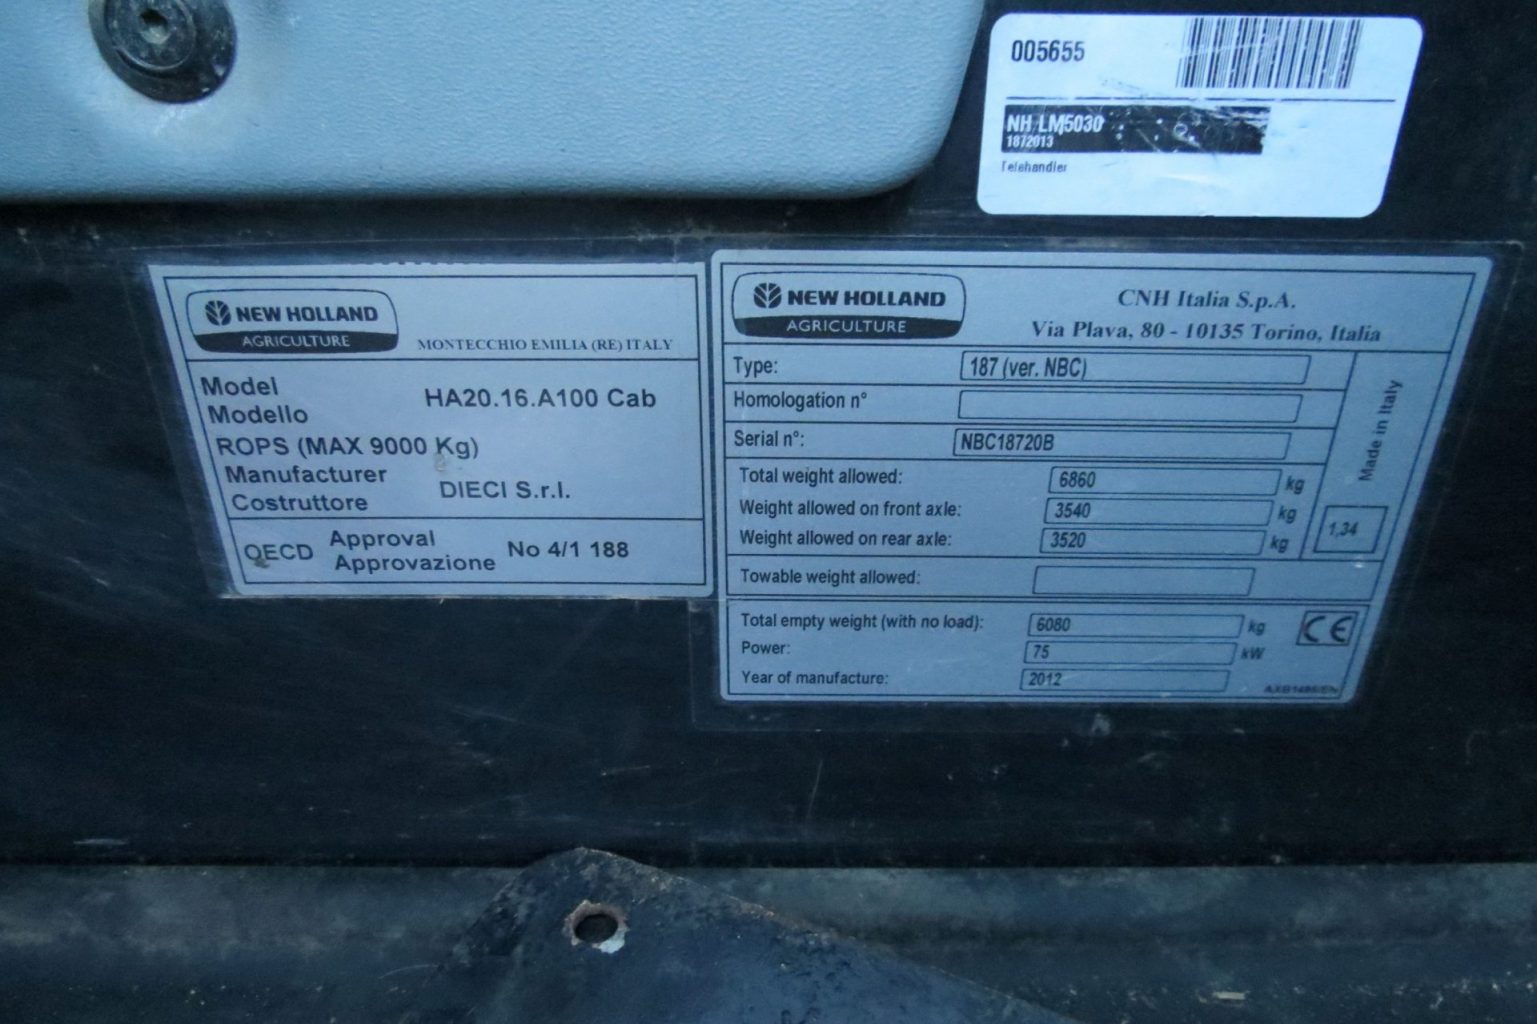 005655
NH LM5030
1872013
Telehandler
NEW HOLLAND
AGRICULTURE
MONTECCHIO EMILIA (RE) ITALY
Model
Modello
HA20.16.A100 Cab
ROPS (MAX 9000 Kg)
Manufacturer
Costruttore
DIECI S.r.l.
OECD
Approval
Approvazione
No 4/1 188
NEW HOLLAND
AGRICULTURE
CNH Italia S.p.A.
Via Plava, 80 - 10135 Torino, Italia
Type: 187 (ver. NBC)
Homologation n°
Serial n°: NBC18720B
Total weight allowed: 6860 kg
Weight allowed on front axle: 3540 kg
Weight allowed on rear axle: 3520 kg
Made in Italy
1,34
Towable weight allowed:
Total empty weight (with no load): 6080 kg
CE
Power: 75 kW
Year of manufacture: 2012